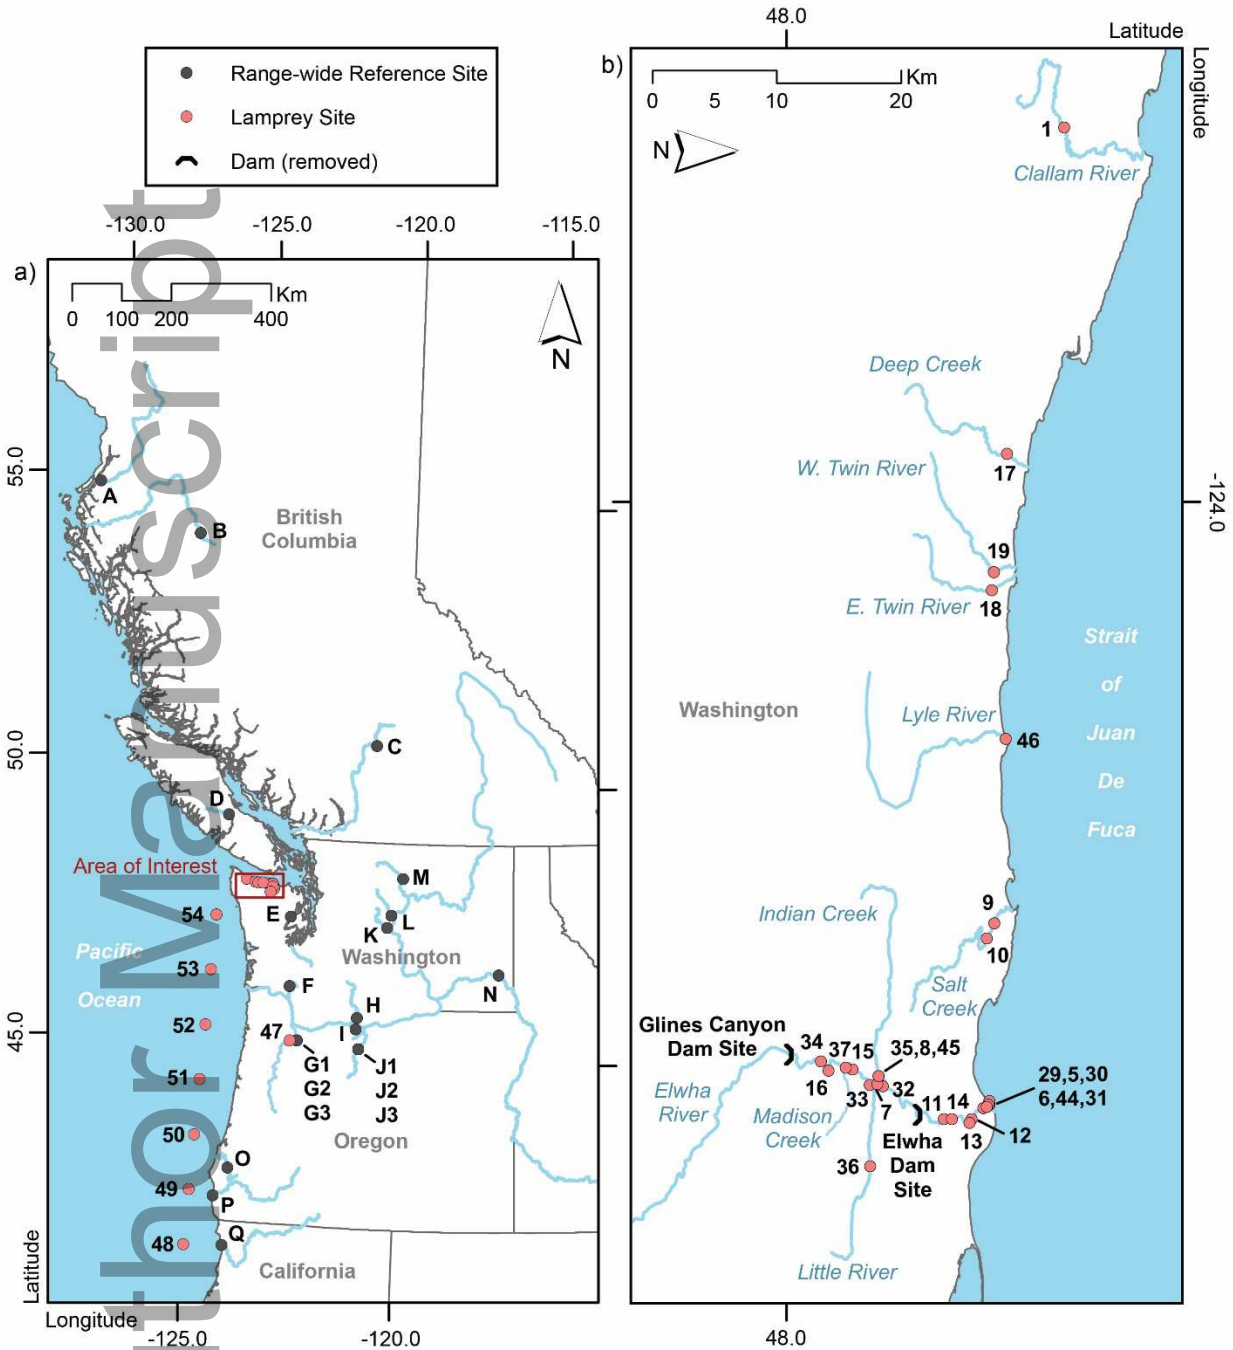 Range-wide Reference Site
Lamprey Site
Dam (removed)
a)
-130.0
-125.0
-120.0
-115.0
Km
0
100
200
400
N
55.0
50.0
45.0
Latitude
Longitude
-125.0
-120.0
A
B
British
Columbia
C
D
Area of Interest
54
E
M
L
K
Washington
Pacific
Ocean
53
F
N
52
H
I
47
G1
G2
G3
J1
J2
J3
Oregon
51
50
O
49
P
Q
48
California
thor Manuscript
b)
48.0
Latitude
Longitude
Km
0
5
10
20
N
1
Clallam River
Deep Creek
17
W. Twin River
-124.0
19
E. Twin River
18
Strait
of
Juan
De
Fuca
Washington
Lyle River
46
Indian Creek
9
10
Salt
Creek
Glines Canyon
Dam Site
34
37
15
35,8,45
16
33
7
32
11
14
29,5,30
6,44,31
12
13
Elwha
River
Madison
Creek
Elwha
Dam
Site
36
Little River
48.0